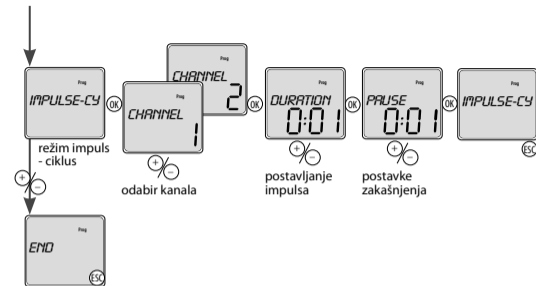 Prog
IMPULSE-CY
OK
režim impuls
- ciklus
Prog
CHANNEL
2
Prog
CHANNEL
1
+/−
odabir kanala
OK
Prog
DURATION
0:01
+/−
postavljanje
impulsa
OK
Prog
PAUSE
0:01
+/−
postavke
zakašnjenja
OK
Prog
IMPULSE-CY
ESC
+/−
Prog
END
ESC